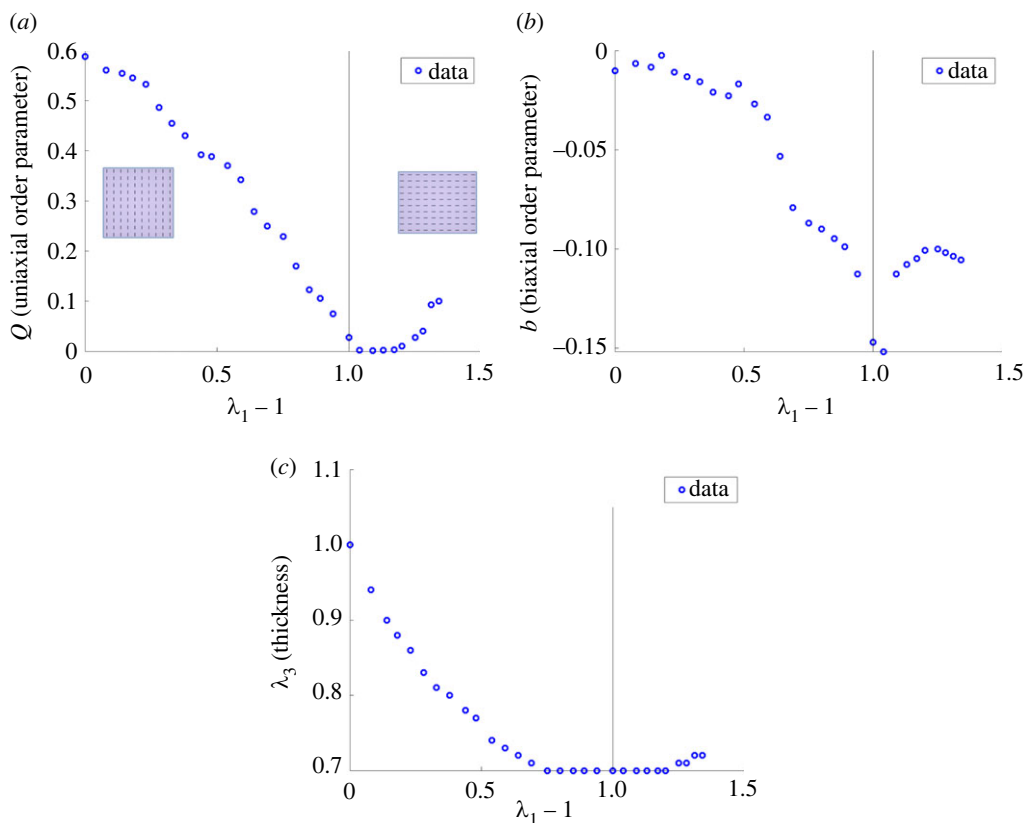 (a)
Q (uniaxial order parameter)
0.6
0.5
0.4
0.3
0.2
0.1
0
0
0.5
1.0
1.5
λ1 – 1
data
(b)
b (biaxial order parameter)
0
–0.05
–0.10
–0.15
0
0.5
1.0
1.5
λ1 – 1
data
(c)
λ3 (thickness)
1.1
1.0
0.9
0.8
0.7
0
0.5
1.0
1.5
λ1 – 1
data